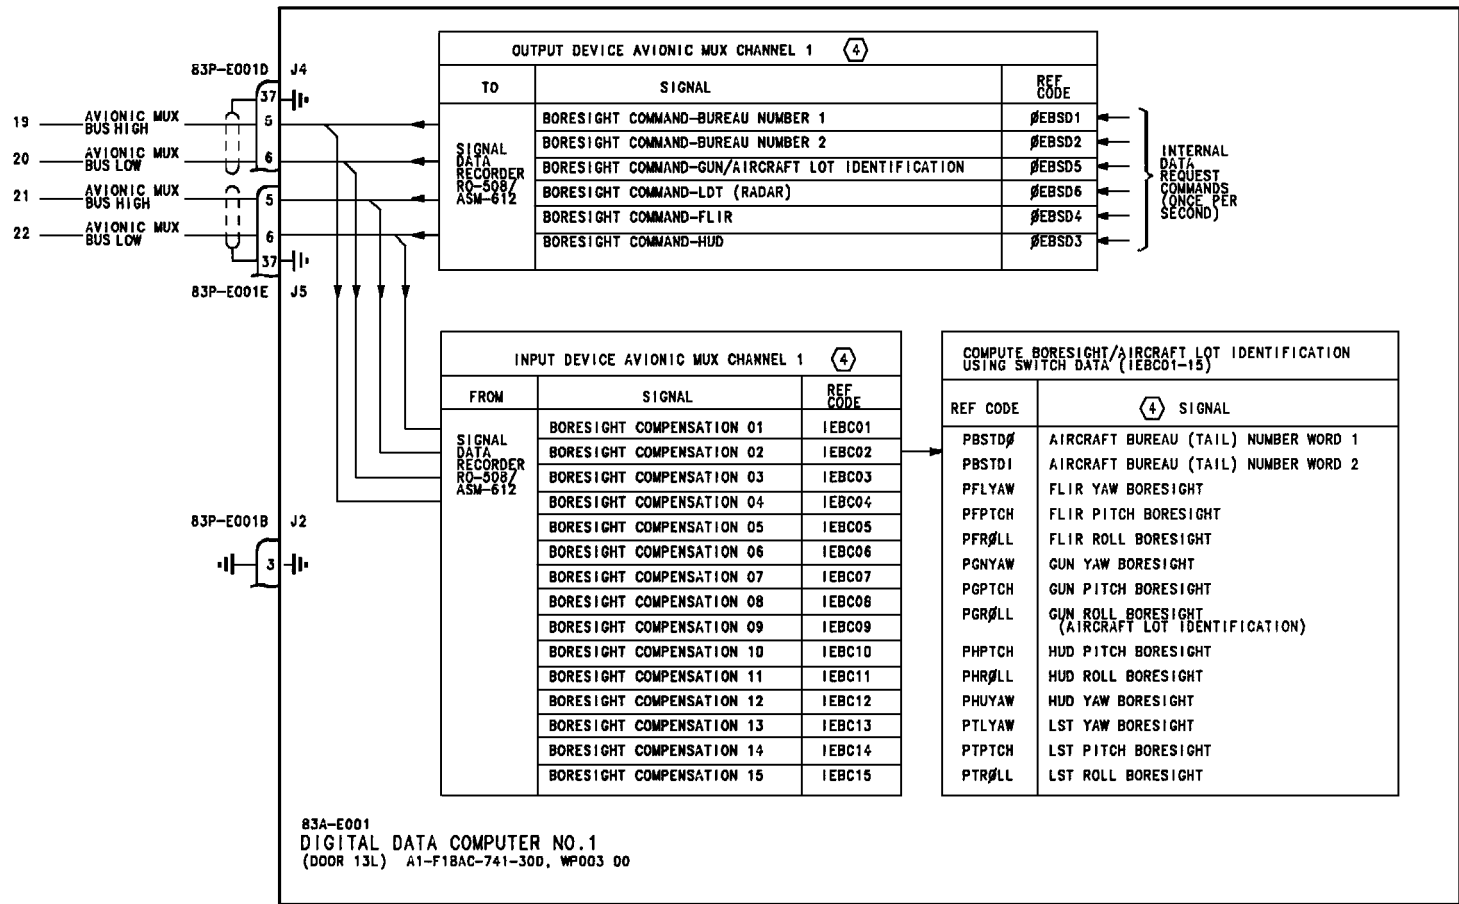 OUTPUT DEVICE AVIONIC MUX CHANNEL 1 4
TO SIGNAL REF CODE
SIGNAL DATA RECORDER RO-508/ ASM-612
BORESIGHT COMMAND-BUREAU NUMBER 1 ØEBSD1
BORESIGHT COMMAND-BUREAU NUMBER 2 ØEBSD2
BORESIGHT COMMAND-GUN/AIRCRAFT LOT IDENTIFICATION ØEBSD5
BORESIGHT COMMAND-LDT (RADAR) ØEBSD6
BORESIGHT COMMAND-FLIR ØEBSD4
BORESIGHT COMMAND-HUD ØEBSD3
INTERNAL
DATA
REQUEST
COMMANDS
(ONCE PER
SECOND)
83P-E001D J4
37
19 AVIONIC MUX BUS HIGH 5
20 AVIONIC MUX BUS LOW 6
21 AVIONIC MUX BUS HIGH 5
22 AVIONIC MUX BUS LOW 6
37
83P-E001E J5
INPUT DEVICE AVIONIC MUX CHANNEL 1 4
FROM SIGNAL REF CODE
SIGNAL DATA RECORDER RO-508/ ASM-612
BORESIGHT COMPENSATION 01 IEBC01
BORESIGHT COMPENSATION 02 IEBC02
BORESIGHT COMPENSATION 03 IEBC03
BORESIGHT COMPENSATION 04 IEBC04
BORESIGHT COMPENSATION 05 IEBC05
BORESIGHT COMPENSATION 06 IEBC06
BORESIGHT COMPENSATION 07 IEBC07
BORESIGHT COMPENSATION 08 IEBC08
BORESIGHT COMPENSATION 09 IEBC09
BORESIGHT COMPENSATION 10 IEBC10
BORESIGHT COMPENSATION 11 IEBC11
BORESIGHT COMPENSATION 12 IEBC12
BORESIGHT COMPENSATION 13 IEBC13
BORESIGHT COMPENSATION 14 IEBC14
BORESIGHT COMPENSATION 15 IEBC15
COMPUTE BORESIGHT/AIRCRAFT LOT IDENTIFICATION
USING SWITCH DATA (IEBC01-15)
REF CODE 4 SIGNAL
PBSTDØ AIRCRAFT BUREAU (TAIL) NUMBER WORD 1
PBSTD1 AIRCRAFT BUREAU (TAIL) NUMBER WORD 2
PFLYAW FLIR YAW BORESIGHT
PFPTCH FLIR PITCH BORESIGHT
PFRØLL FLIR ROLL BORESIGHT
PGNYAW GUN YAW BORESIGHT
PGPTCH GUN PITCH BORESIGHT
PGRØLL GUN ROLL BORESIGHT
(AIRCRAFT LOT IDENTIFICATION)
PHPTCH HUD PITCH BORESIGHT
PHRØLL HUD ROLL BORESIGHT
PHUYAW HUD YAW BORESIGHT
PTLYAW LST YAW BORESIGHT
PTPTCH LST PITCH BORESIGHT
PTRØLL LST ROLL BORESIGHT
83P-E001B J2
3
83A-E001
DIGITAL DATA COMPUTER NO.1
(DOOR 13L) A1-F18AC-741-300, WP003 00